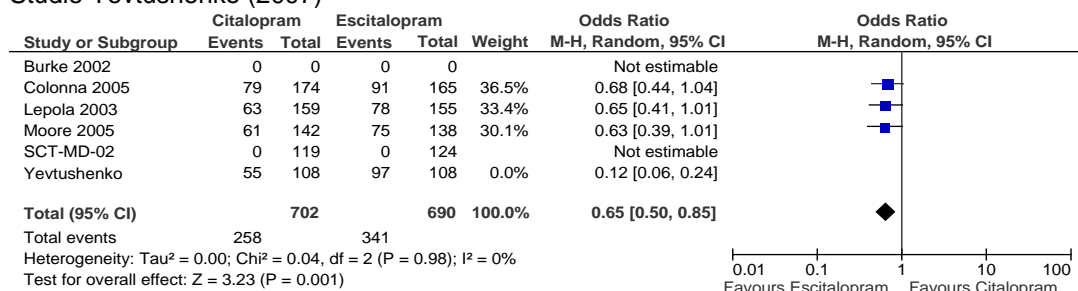 Studio Yevtushenko (2007)
Citalopram Escitalopram Odds Ratio Odds Ratio
Study or Subgroup Events Total Events Total Weight M-H, Random, 95% CI M-H, Random, 95% CI
Burke 2002 0 0 0 0 Not estimable
Colonna 2005 79 174 91 165 36.5% 0.68 [0.44, 1.04]
Lepola 2003 63 159 78 155 33.4% 0.65 [0.41, 1.01]
Moore 2005 61 142 75 138 30.1% 0.63 [0.39, 1.01]
SCT-MD-02 0 119 0 124 Not estimable
Yevtushenko 55 108 97 108 0.0% 0.12 [0.06, 0.24]
Total (95% CI) 702 690 100.0% 0.65 [0.50, 0.85]
Total events 258 341
Heterogeneity: Tau² = 0.00; Chi² = 0.04, df = 2 (P = 0.98); I² = 0%
Test for overall effect: Z = 3.23 (P = 0.001)
0.01 0.1 1 10 100
Favours Escitalopram Favours Citalopram